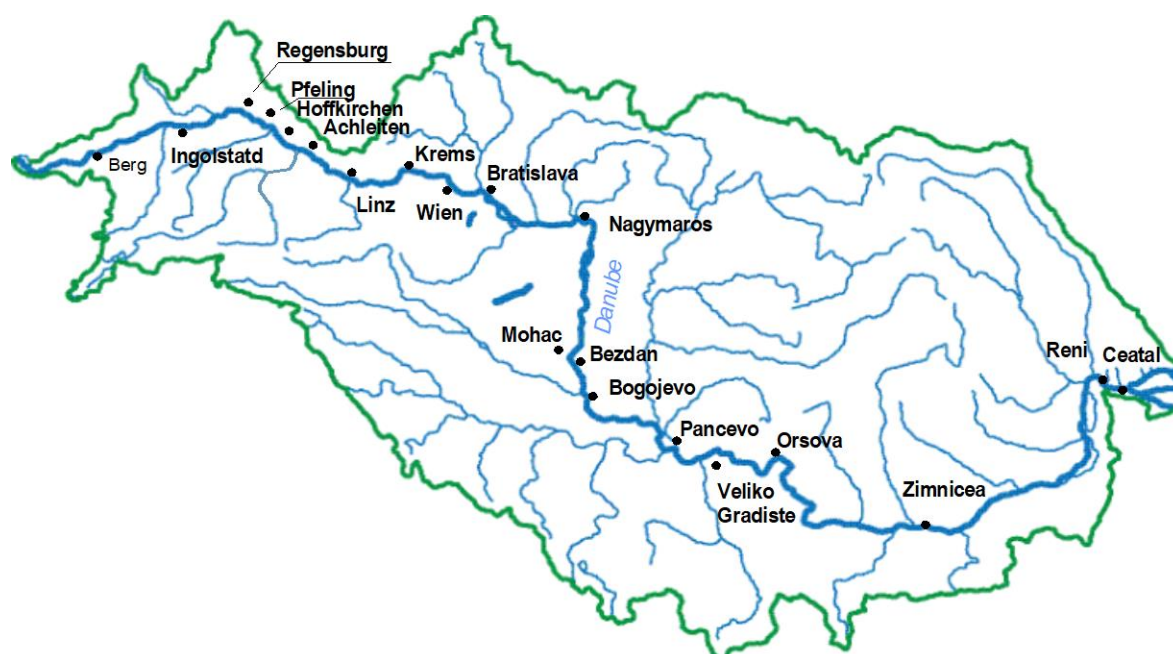 Regensburg
Pfeling
Hoffkirchen
Achleiten
Berg
Ingolstatd
Linz
Krems
Wien
Bratislava
Nagymaros
Danube
Mohac
Bezdan
Bogojevo
Pancevo
Orsova
Veliko
Gradiste
Zimnicea
Reni
Ceatal